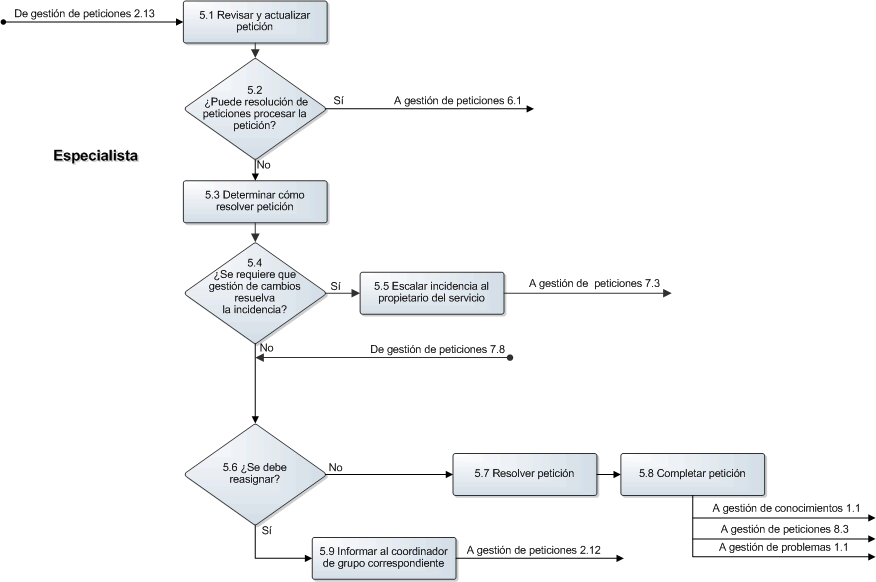 De gestión de peticiones 2.13
5.1 Revisar y actualizar
petición
5.2
¿Puede resolución de
peticiones procesar la
petición?
Sí
A gestión de peticiones 6.1
Especialista
No
5.3 Determinar cómo
resolver petición
5.4
¿Se requiere que
gestión de cambios
resuelva
la incidencia?
Sí
5.5 Escalar incidencia al
propietario del servicio
A gestión de peticiones 7.3
No
De gestión de peticiones 7.8
5.6 ¿Se debe
reasignar?
No
5.7 Resolver petición
5.8 Completar petición
A gestión de conocimientos 1.1
A gestión de peticiones 8.3
A gestión de problemas 1.1
Sí
5.9 Informar al coordinador
de grupo correspondiente
A gestión de peticiones 2.12